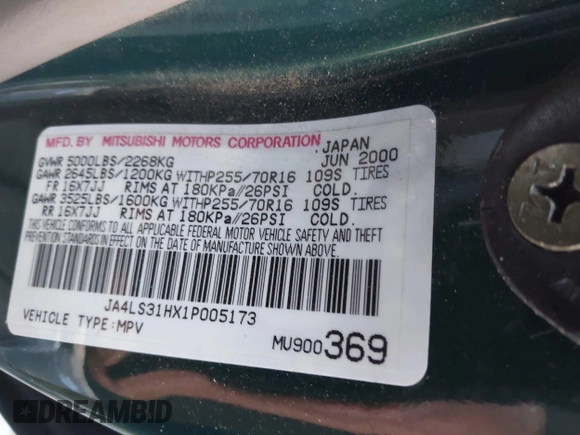 MFD. BY MITSUBISHI MOTORS CORPORATION JAPAN
GVWR 5000LBS/2268KG JUN 2000
GAWR 2645LBS/1200KG WITHP255/70R16 109S TIRES
FR 16X7JJ RIMS AT 180KPa//26PSI COLD.
GAWR 3525LBS/1600KG WITHP255/70R16 109S TIRES
RR 16X7JJ RIMS AT 180KPa//26PSI COLD.
THIS VEHICLE CONFORMS TO ALL APPLICABLE FEDERAL MOTOR VEHICLE SAFETY AND THEFT
PREVENTION STANDARDS IN EFFECT ON THE DATE OF MANUFACTURE SHOWN ABOVE.
JA4LS31HX1P005173
VEHICLE TYPE:MPV
MU900369
DREAMBID